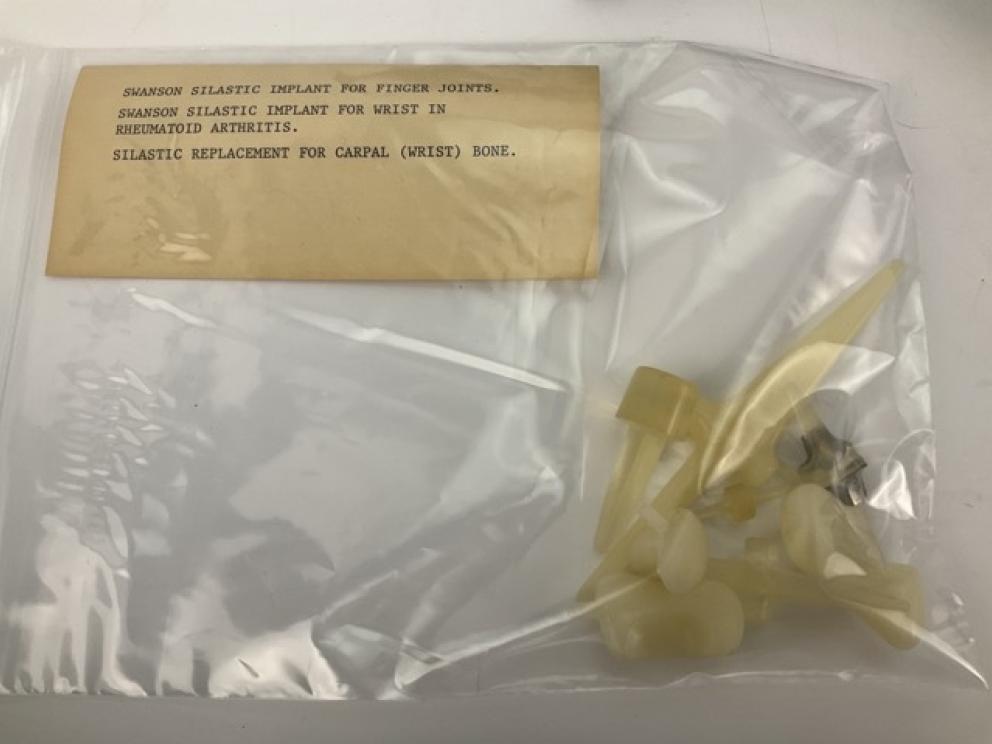 SWANSON SILASTIC IMPLANT FOR FINGER JOINTS.
SWANSON SILASTIC IMPLANT FOR WRIST IN
RHEUMATOID ARTHRITIS.
SILASTIC REPLACEMENT FOR CARPAL (WRIST) BONE.